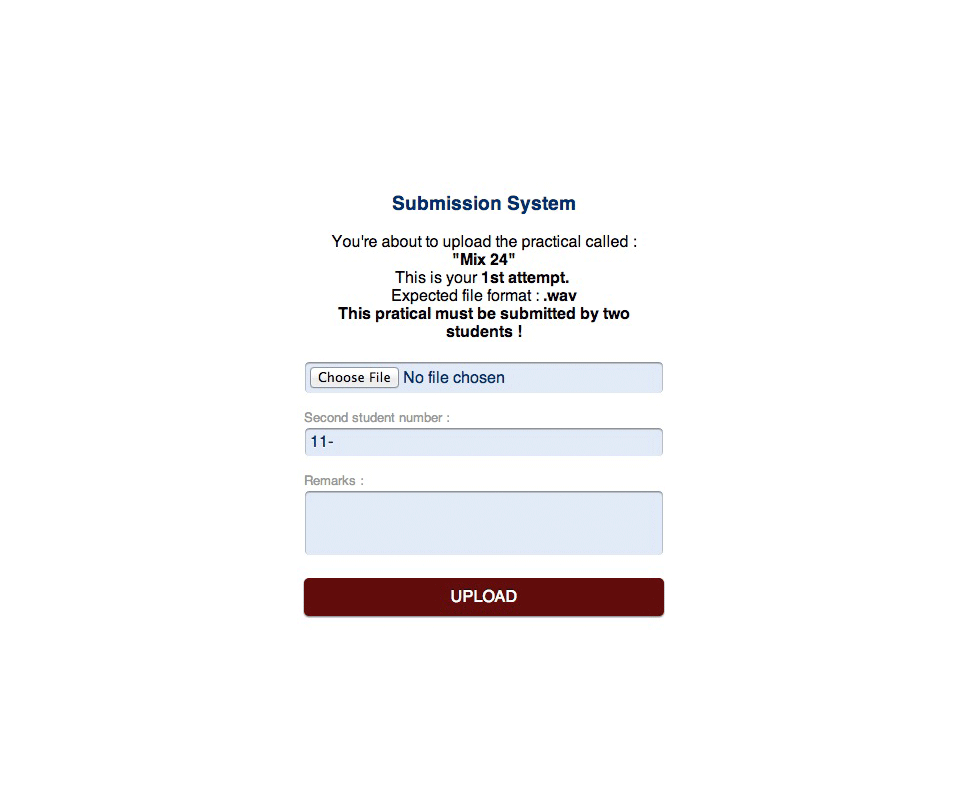 Submission System
You're about to upload the practical called :
"Mix 24"
This is your 1st attempt.
Expected file format : .wav
This pratical must be submitted by two
students !
Choose File No file chosen
Second student number :
11-
Remarks :
UPLOAD